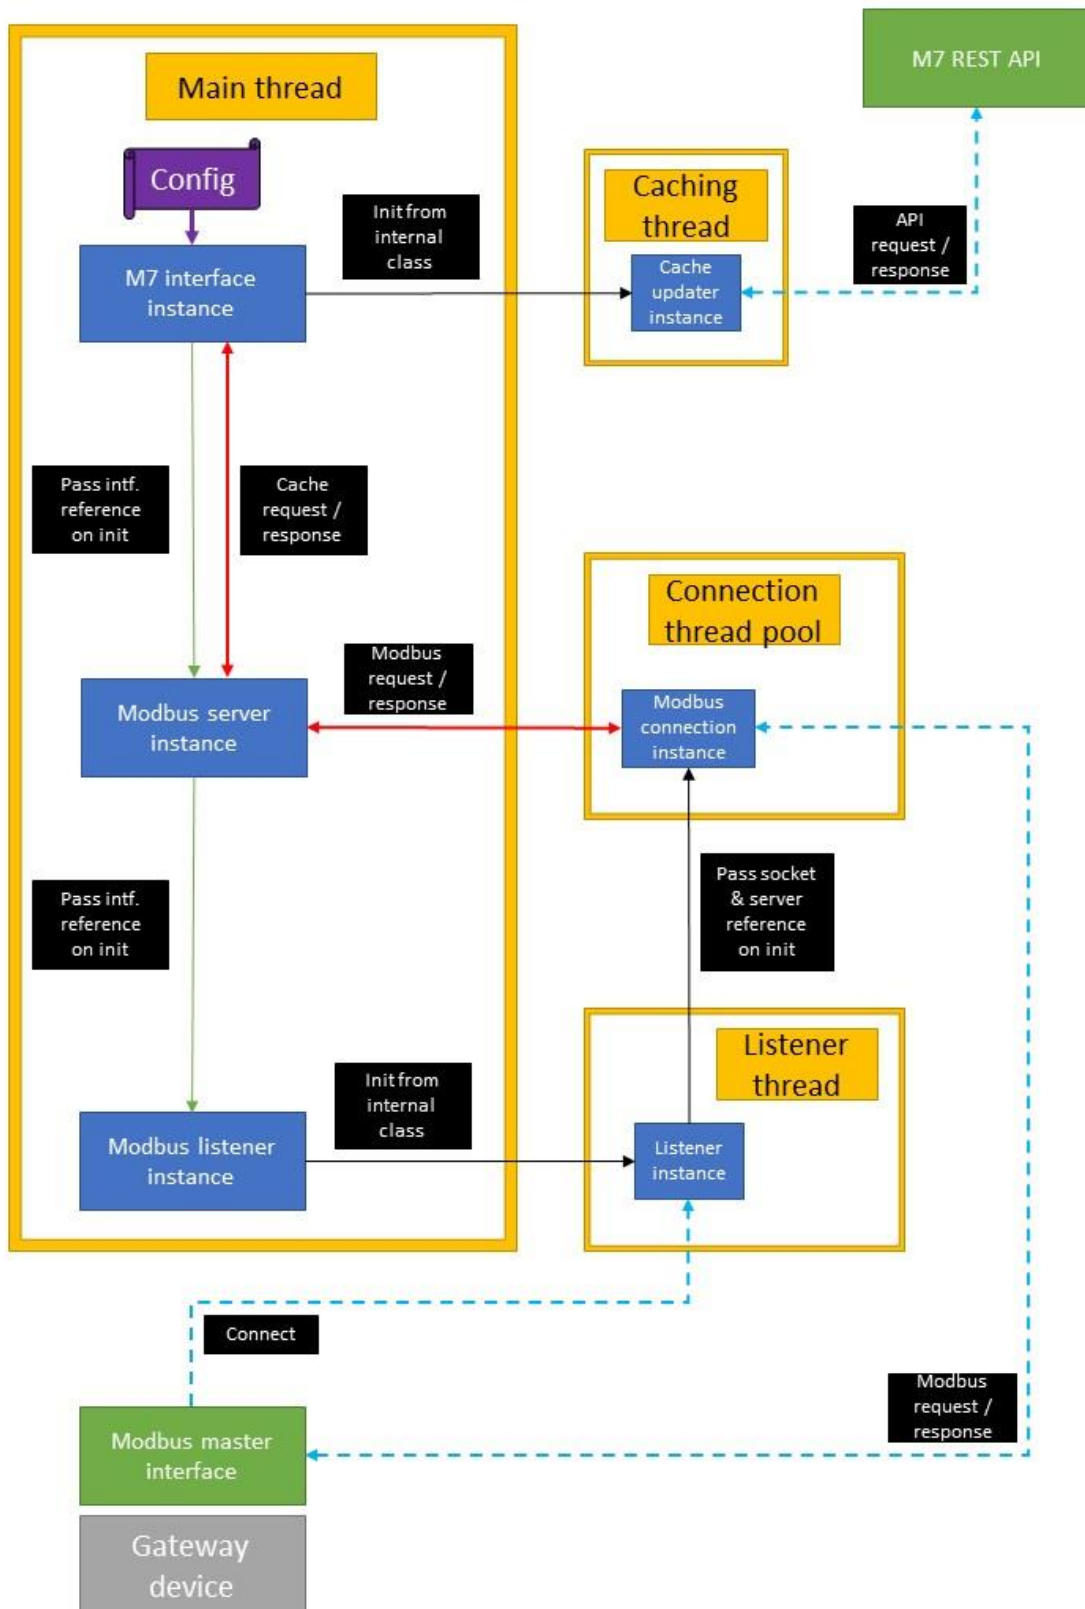 Main thread
M7 REST API
Config
Init from
internal
class
Caching
thread
API
request /
response
M7 interface
instance
Cache
updater
instance
Pass intf.
reference
on init
Cache
request /
response
Connection
thread pool
Modbus
request /
response
Modbus server
instance
Modbus
connection
instance
Pass intf.
reference
on init
Pass socket
& server
reference
on init
Listener
thread
Init from
internal
class
Modbus listener
instance
Listener
instance
Connect
Modbus
request /
response
Modbus master
interface
Gateway
device